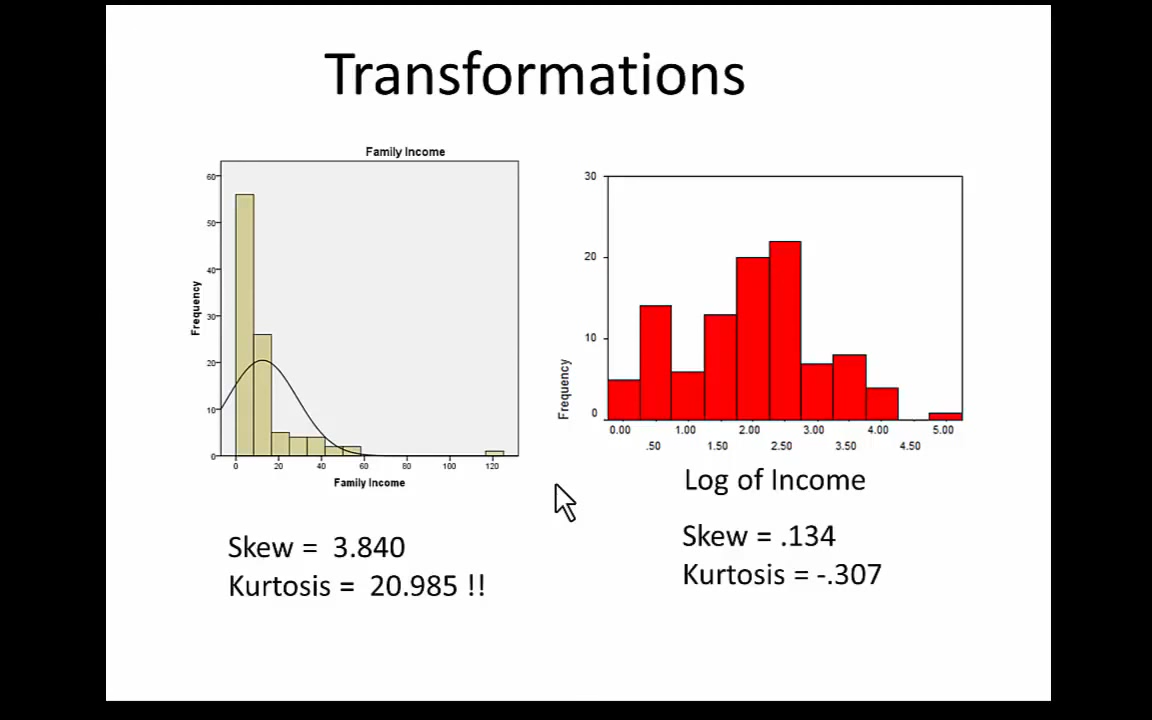 Transformations
Family Income
60
50
40
30
20
10
0
Frequency
0 20 40 60 80 100 120
Family Income
Skew = 3.840
Kurtosis = 20.985 !!
30
20
10
0
Frequency
0.00 1.00 2.00 3.00 4.00 5.00
.50 1.50 2.50 3.50 4.50
Log of Income
Skew = .134
Kurtosis = -.307